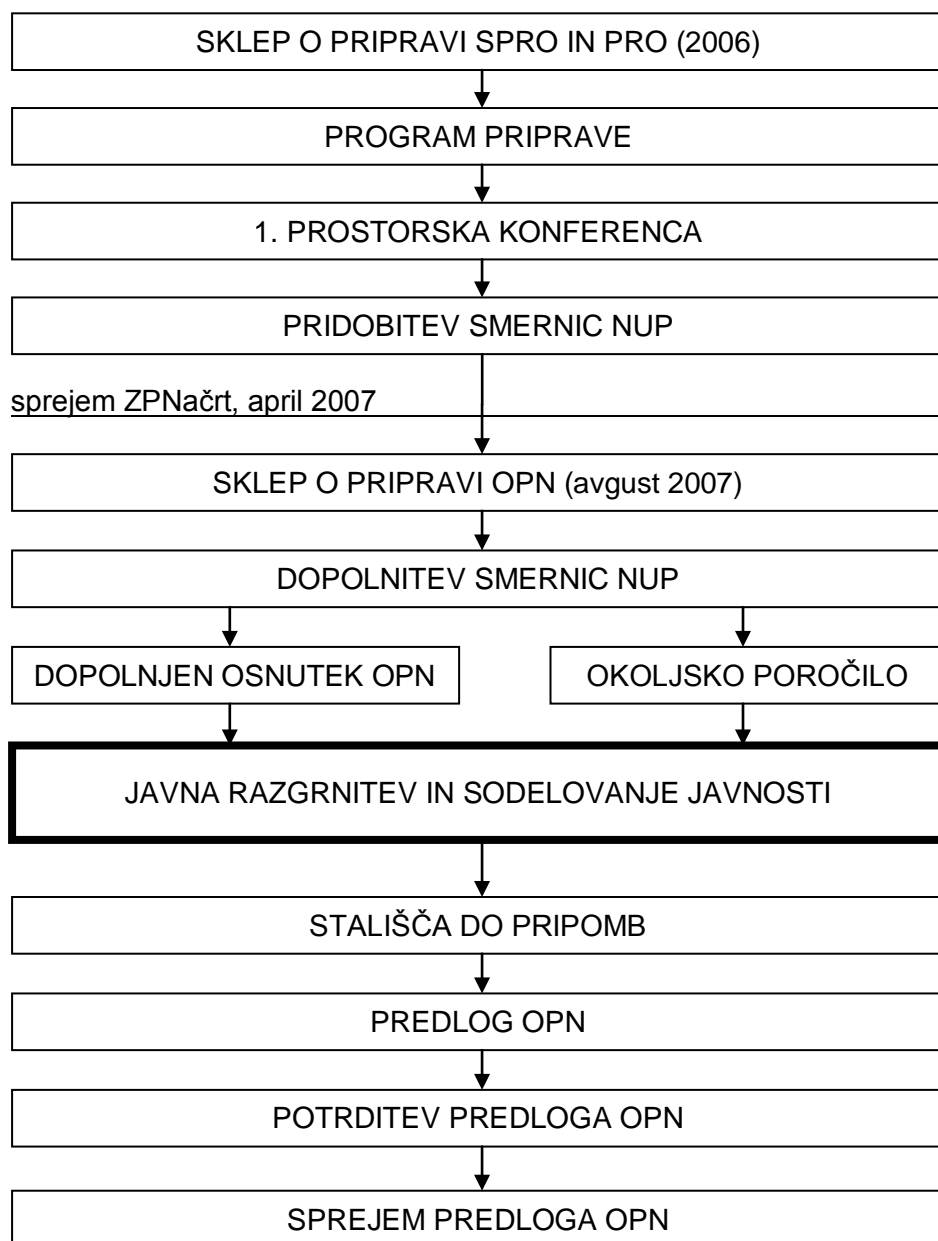 SKLEP O PRIPRAVI SPRO IN PRO (2006)
PROGRAM PRIPRAVE
1. PROSTORSKA KONFERENCA
PRIDOBITEV SMERNIC NUP
sprejem ZPNačrt, april 2007
SKLEP O PRIPRAVI OPN (avgust 2007)
DOPOLNITEV SMERNIC NUP
DOPOLNJEN OSNUTEK OPN
OKOLJSKO POROČILO
JAVNA RAZGRNITEV IN SODELOVANJE JAVNOSTI
STALIŠČA DO PRIPOMB
PREDLOG OPN
POTRDITEV PREDLOGA OPN
SPREJEM PREDLOGA OPN